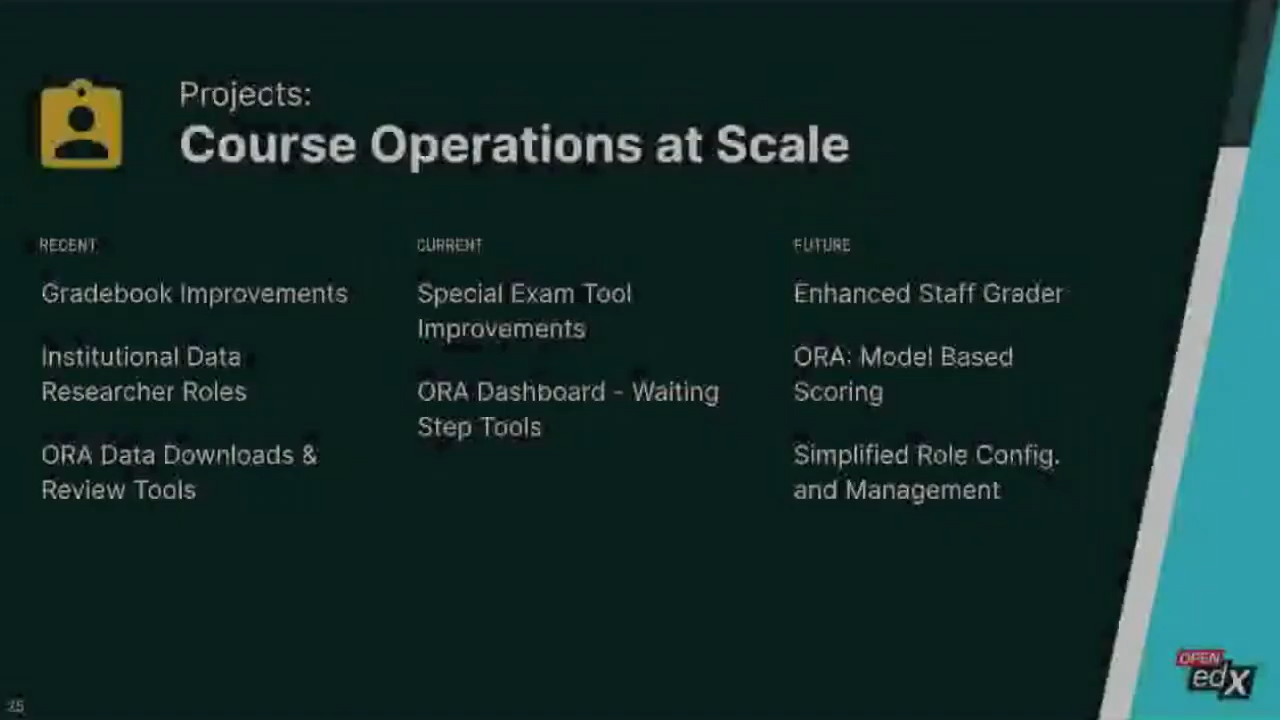 Projects:
Course Operations at Scale
RECENT
Gradebook Improvements
Institutional Data
Researcher Roles
ORA Data Downloads &
Review Tools
CURRENT
Special Exam Tool
Improvements
ORA Dashboard - Waiting
Step Tools
FUTURE
Enhanced Staff Grader
ORA: Model Based
Scoring
Simplified Role Config.
and Management
OPEN
edX